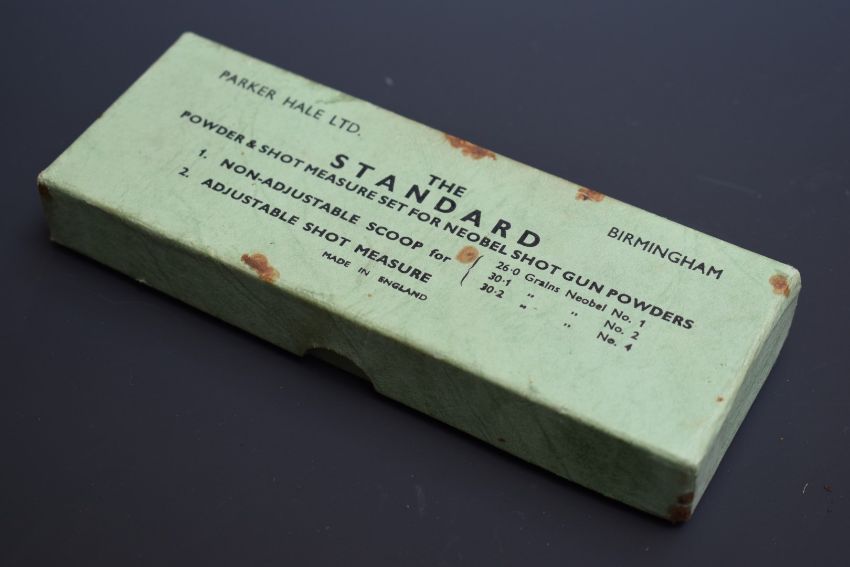 PARKER HALE LTD. BIRMINGHAM
THE
STANDARD
POWDER & SHOT MEASURE SET FOR NEOBEL SHOT GUN POWDERS
1. NON-ADJUSTABLE SCOOP for { 26·0 Grains Neobel No. 1
30·1 „ „ No. 2
30·2 „ „ No. 4
2. ADJUSTABLE SHOT MEASURE
MADE IN ENGLAND